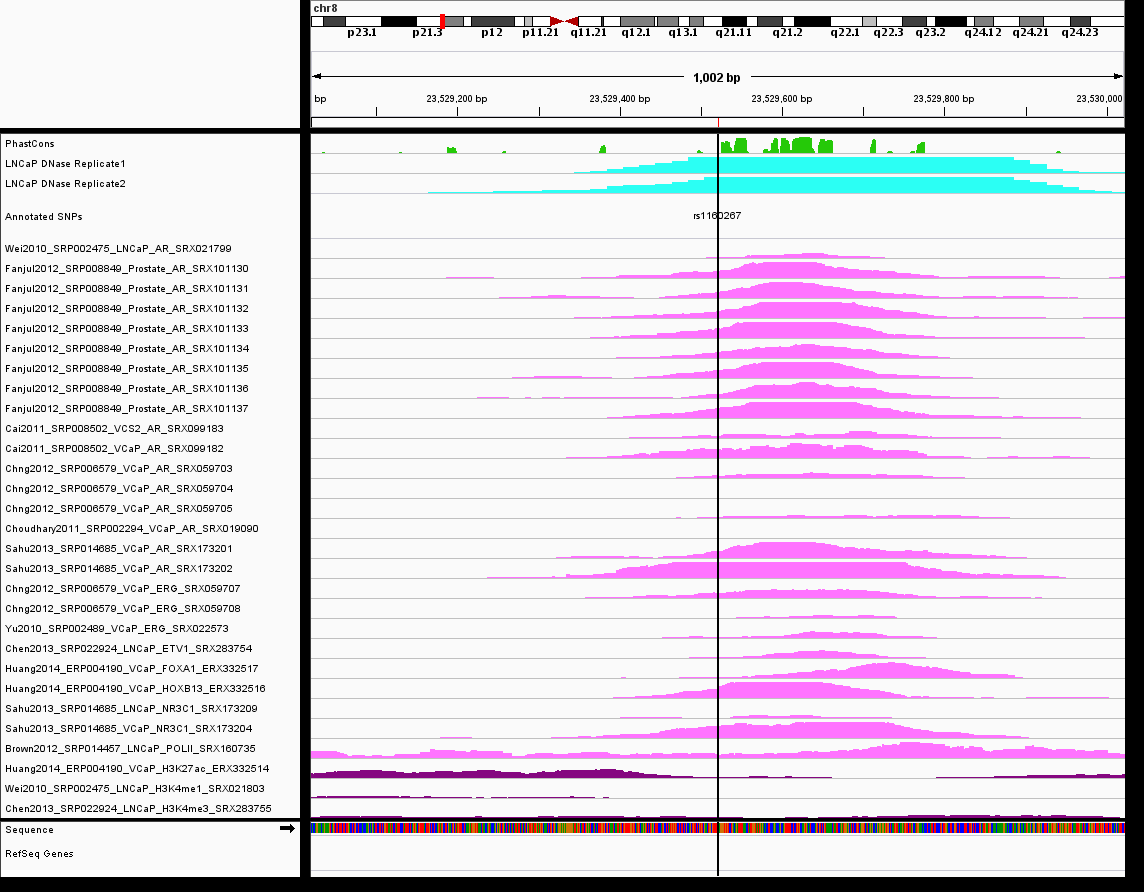 chr8
p23.1 p21.3 p12 p11.21 q11.21 q12.1 q13.1 q21.11 q21.2 q22.1 q22.3 q23.2 q24.12 q24.21 q24.23
1,002 bp
bp 23,529,200 bp 23,529,400 bp 23,529,600 bp 23,529,800 bp 23,530,000
PhastCons
LNCaP DNase Replicate1
LNCaP DNase Replicate2
Annotated SNPs rs1160267
Wei2010_SRP002475_LNCaP_AR_SRX021799
Fanjul2012_SRP008849_Prostate_AR_SRX101130
Fanjul2012_SRP008849_Prostate_AR_SRX101131
Fanjul2012_SRP008849_Prostate_AR_SRX101132
Fanjul2012_SRP008849_Prostate_AR_SRX101133
Fanjul2012_SRP008849_Prostate_AR_SRX101134
Fanjul2012_SRP008849_Prostate_AR_SRX101135
Fanjul2012_SRP008849_Prostate_AR_SRX101136
Fanjul2012_SRP008849_Prostate_AR_SRX101137
Cai2011_SRP008502_VCS2_AR_SRX099183
Cai2011_SRP008502_VCaP_AR_SRX099182
Chng2012_SRP006579_VCaP_AR_SRX059703
Chng2012_SRP006579_VCaP_AR_SRX059704
Chng2012_SRP006579_VCaP_AR_SRX059705
Choudhary2011_SRP002294_VCaP_AR_SRX019090
Sahu2013_SRP014685_VCaP_AR_SRX173201
Sahu2013_SRP014685_VCaP_AR_SRX173202
Chng2012_SRP006579_VCaP_ERG_SRX059707
Chng2012_SRP006579_VCaP_ERG_SRX059708
Yu2010_SRP002489_VCaP_ERG_SRX022573
Chen2013_SRP022924_LNCaP_ETV1_SRX283754
Huang2014_ERP004190_VCaP_FOXA1_ERX332517
Huang2014_ERP004190_VCaP_HOXB13_ERX332516
Sahu2013_SRP014685_LNCaP_NR3C1_SRX173209
Sahu2013_SRP014685_VCaP_NR3C1_SRX173204
Brown2012_SRP014457_LNCaP_POLII_SRX160735
Huang2014_ERP004190_VCaP_H3K27ac_ERX332514
Wei2010_SRP002475_LNCaP_H3K4me1_SRX021803
Chen2013_SRP022924_LNCaP_H3K4me3_SRX283755
Sequence
RefSeq Genes